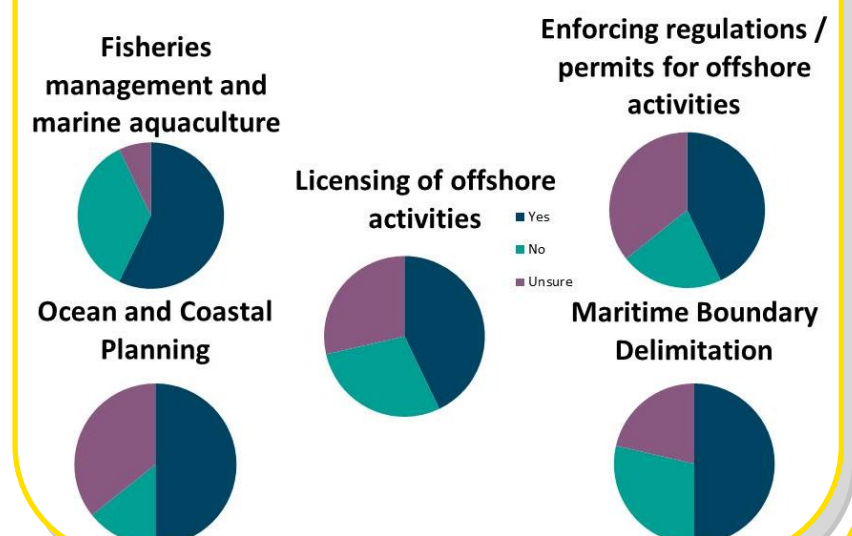 Fisheries
management and
marine aquaculture
Enforcing regulations /
permits for offshore
activities
Licensing of offshore
activities
Yes
No
Unsure
Ocean and Coastal
Planning
Maritime Boundary
Delimitation